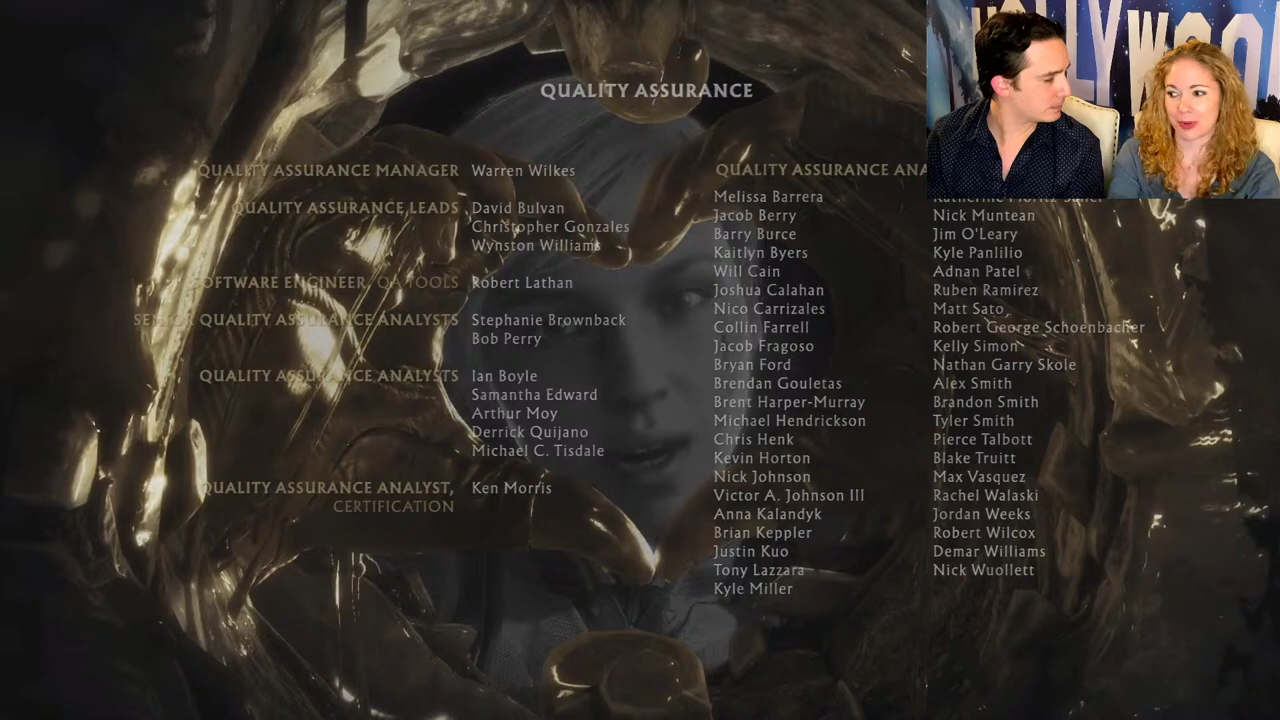 HOLLYWOO
QUALITY ASSURANCE
QUALITY ASSURANCE MANAGER Warren Wilkes
QUALITY ASSURANCE LEADS David Bulvan
Christopher Gonzales
Wynston Williams
SOFTWARE ENGINEER, QA TOOLS Robert Lathan
SENIOR QUALITY ASSURANCE ANALYSTS Stephanie Brownback
Bob Perry
QUALITY ASSURANCE ANALYSTS Ian Boyle
Samantha Edward
Arthur Moy
Derrick Quijano
Michael C. Tisdale
QUALITY ASSURANCE ANALYST, Ken Morris
CERTIFICATION
QUALITY ASSURANCE ANA
Melissa Barrera
Jacob Berry
Barry Burce
Kaitlyn Byers
Will Cain
Joshua Calahan
Nico Carrizales
Collin Farrell
Jacob Fragoso
Bryan Ford
Brendan Gouletas
Brent Harper-Murray
Michael Hendrickson
Chris Henk
Kevin Horton
Nick Johnson
Victor A. Johnson III
Anna Kalandyk
Brian Keppler
Justin Kuo
Tony Lazzara
Kyle Miller
Nick Muntean
Jim O'Leary
Kyle Panlilio
Adnan Patel
Ruben Ramirez
Matt Sato
Robert George Schoenbacher
Kelly Simon
Nathan Garry Skole
Alex Smith
Brandon Smith
Tyler Smith
Pierce Talbott
Blake Truitt
Max Vasquez
Rachel Walaski
Jordan Weeks
Robert Wilcox
Demar Williams
Nick Wuollett